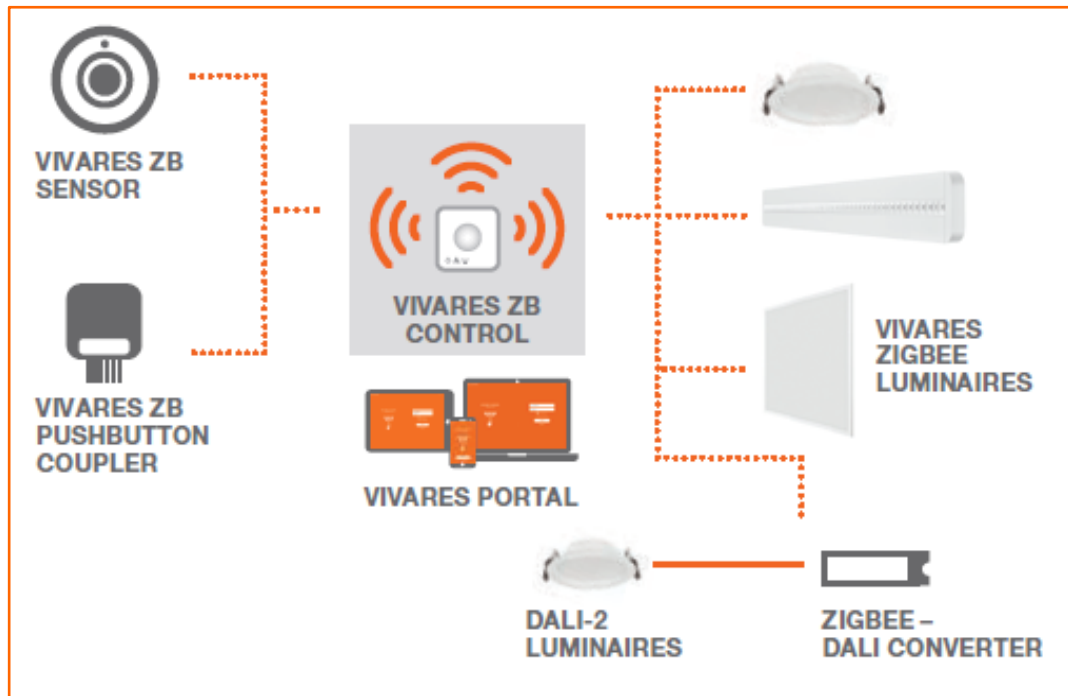 VIVARES ZB
SENSOR
VIVARES ZB
PUSHBUTTON
COUPLER
VIVARES ZB
CONTROL
VIVARES PORTAL
VIVARES
ZIGBEE
LUMINAIRES
DALI-2
LUMINAIRES
ZIGBEE –
DALI CONVERTER